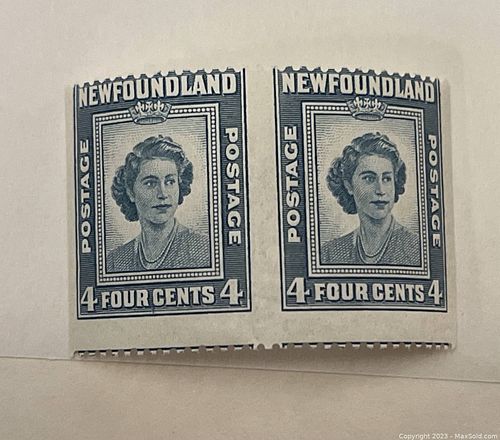 NEWFOUNDLAND
POSTAGE
POSTAGE
4 FOUR CENTS 4
NEWFOUNDLAND
POSTAGE
POSTAGE
4 FOUR CENTS 4
Copyright 2023 - MaxSold.com